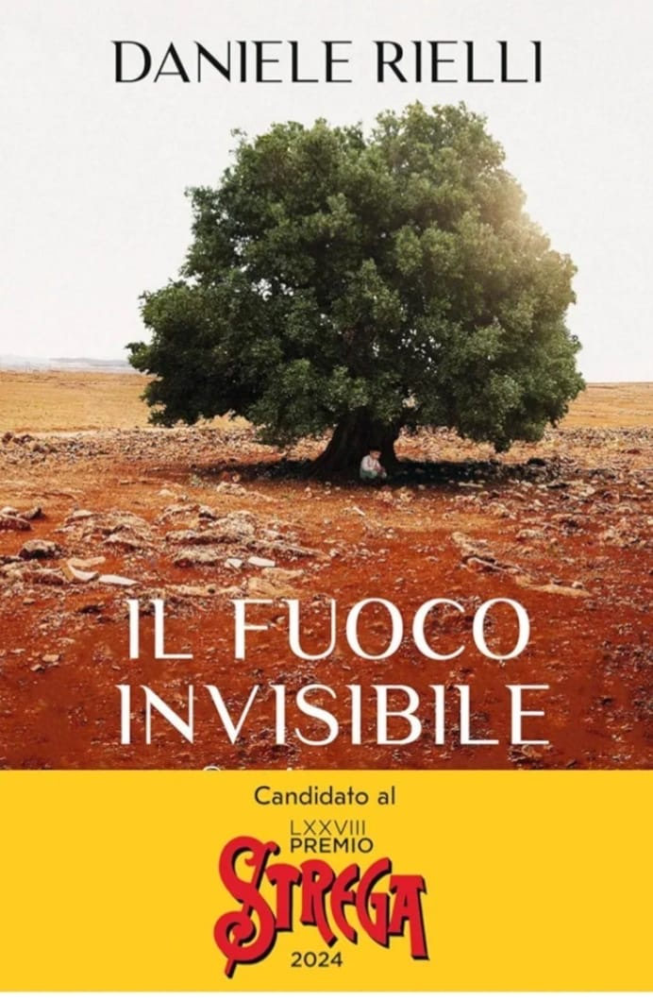 DANIELE RIELLI
IL FUOCO
INVISIBILE
Candidato al
LXXVIII
PREMIO
STREGA
2024